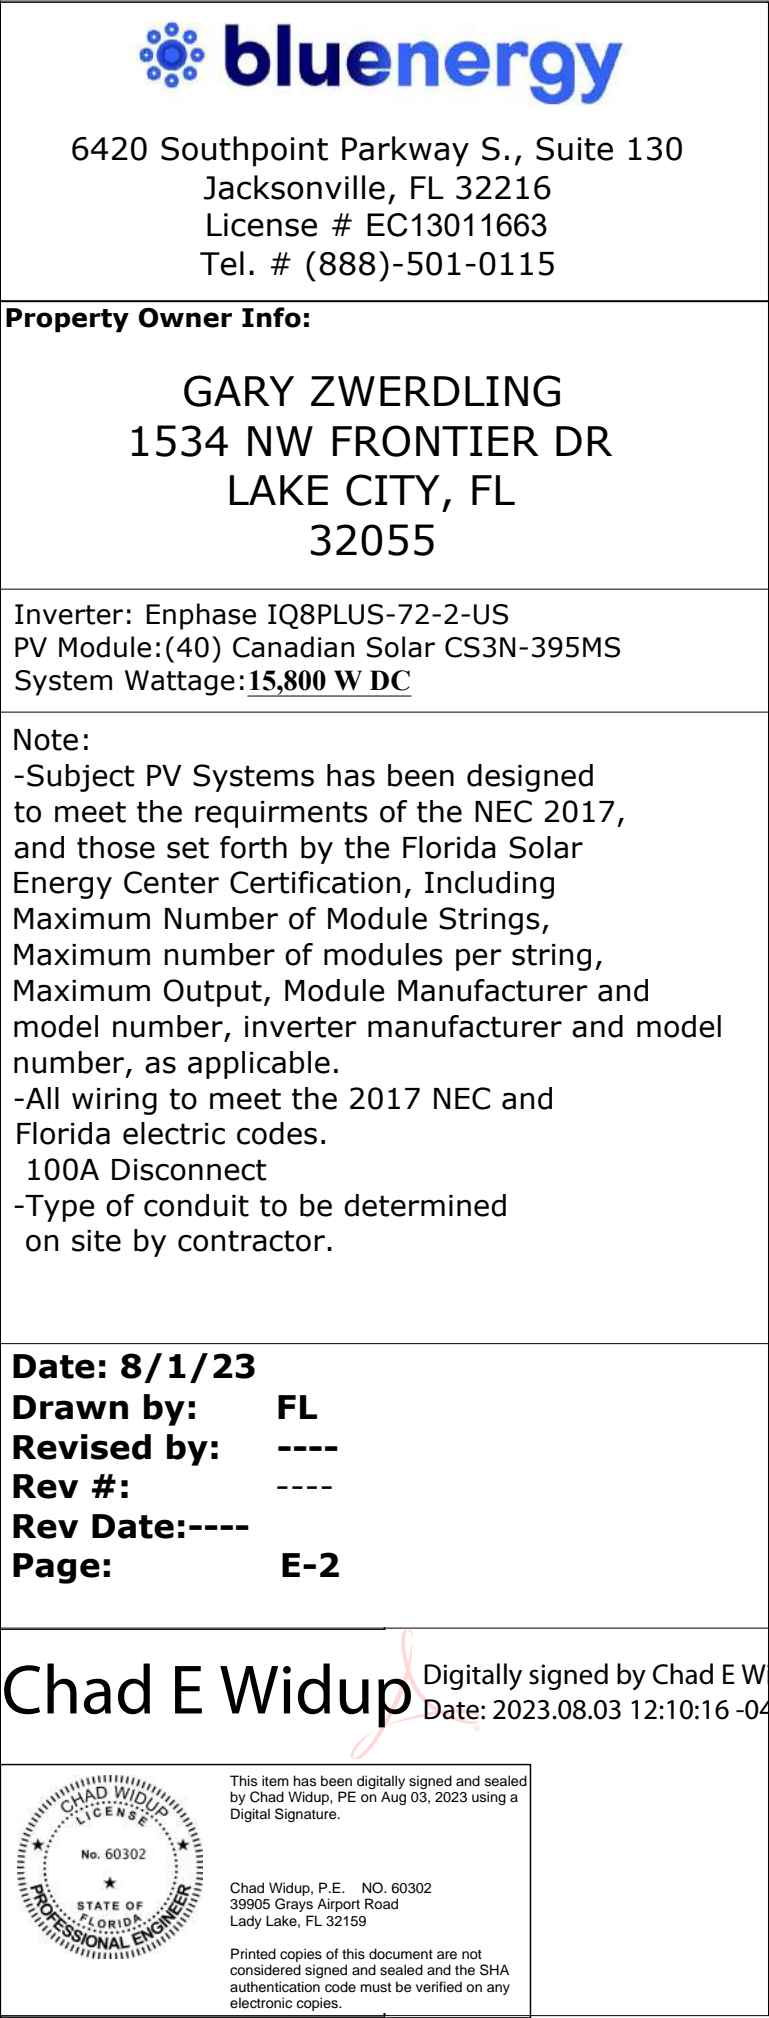 bluenergy
6420 Southpoint Parkway S., Suite 130
Jacksonville, FL 32216
License # EC13011663
Tel. # (888)-501-0115
Property Owner Info:
GARY ZWERDLING
1534 NW FRONTIER DR
LAKE CITY, FL
32055
Inverter: Enphase IQ8PLUS-72-2-US
PV Module:(40) Canadian Solar CS3N-395MS
System Wattage:15,800 W DC
Note:
-Subject PV Systems has been designed
to meet the requirments of the NEC 2017,
and those set forth by the Florida Solar
Energy Center Certification, Including
Maximum Number of Module Strings,
Maximum number of modules per string,
Maximum Output, Module Manufacturer and
model number, inverter manufacturer and model
number, as applicable.
-All wiring to meet the 2017 NEC and
Florida electric codes.
100A Disconnect
-Type of conduit to be determined
on site by contractor.
Date: 8/1/23
Drawn by: FL
Revised by: ----
Rev #: ----
Rev Date:----
Page: E-2
Chad E Widup
Digitally signed by Chad E Wi
Date: 2023.08.03 12:10:16 -04
CHAD WIDUP
LICENSE
No. 60302
STATE OF
FLORIDA
PROFESSIONAL ENGINEER
This item has been digitally signed and sealed
by Chad Widup, PE on Aug 03, 2023 using a
Digital Signature.
Chad Widup, P.E. NO. 60302
39905 Grays Airport Road
Lady Lake, FL 32159
Printed copies of this document are not
considered signed and sealed and the SHA
authentication code must be verified on any
electronic copies.